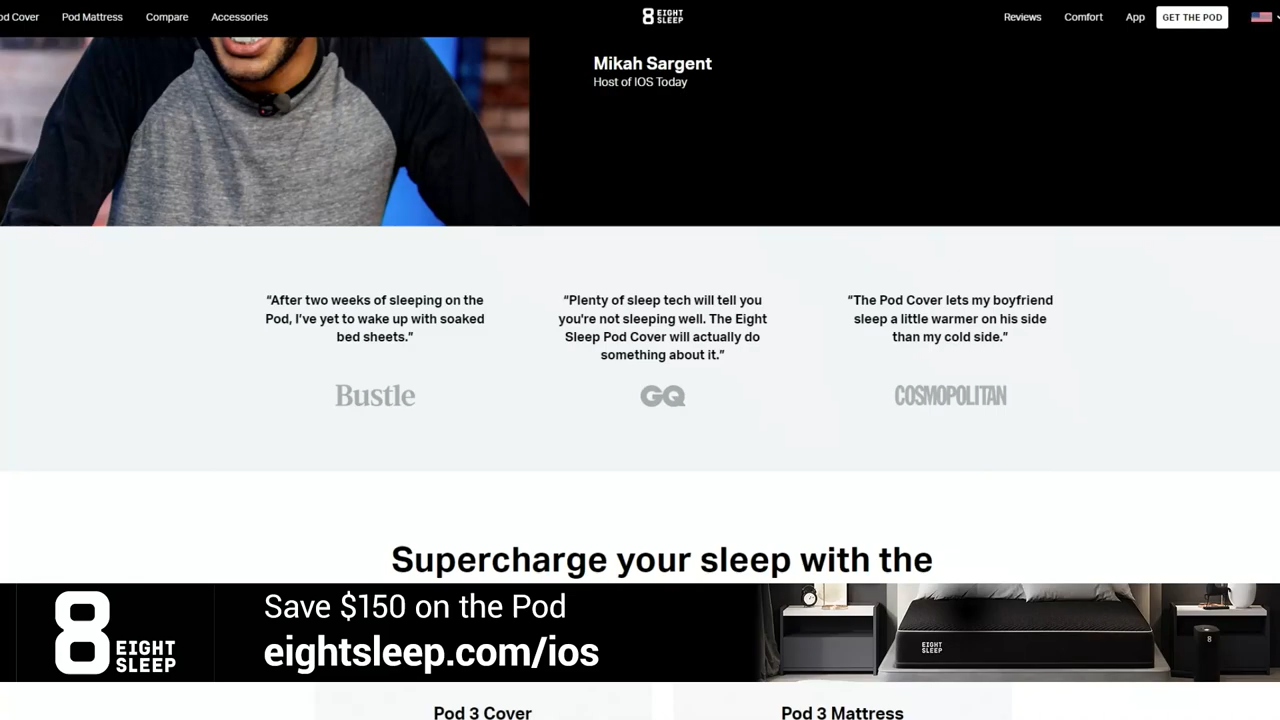 od Cover Pod Mattress Compare Accessories 8 EIGHT SLEEP Reviews Comfort App GET THE POD
Mikah Sargent
Host of IOS Today
“After two weeks of sleeping on the
Pod, I’ve yet to wake up with soaked
bed sheets.”
Bustle
“Plenty of sleep tech will tell you
you're not sleeping well. The Eight
Sleep Pod Cover will actually do
something about it.”
GQ
“The Pod Cover lets my boyfriend
sleep a little warmer on his side
than my cold side.”
COSMOPOLITAN
Supercharge your sleep with the
8 EIGHT
SLEEP
Save $150 on the Pod
eightsleep.com/ios
EIGHT
SLEEP
8
Pod 3 Cover
Pod 3 Mattress